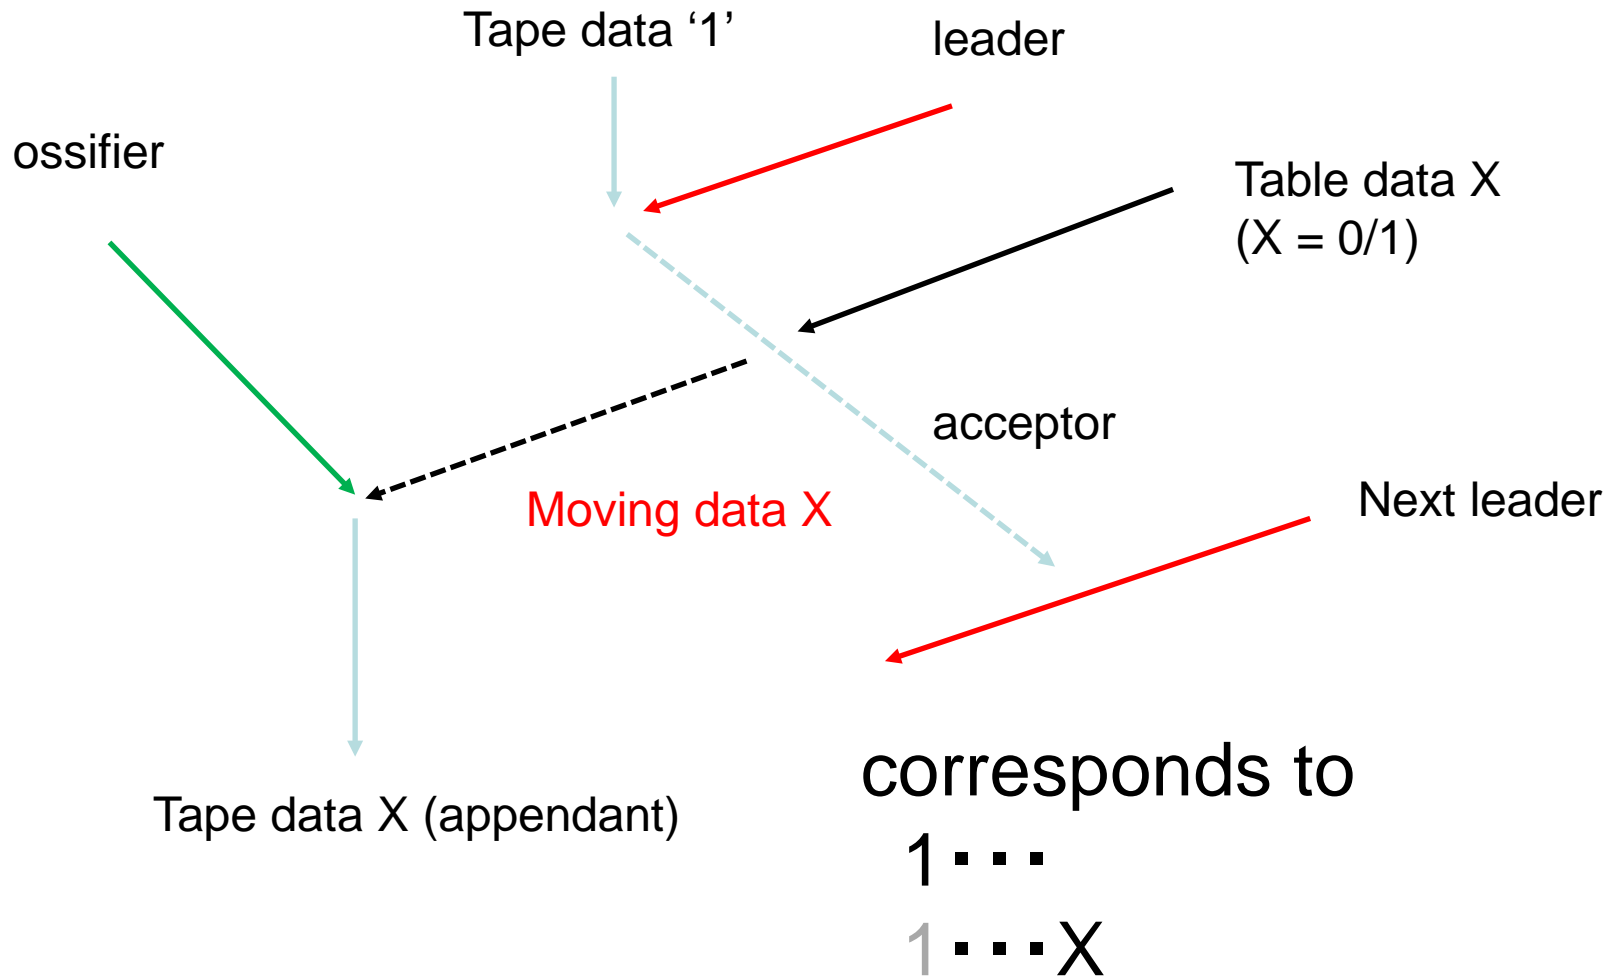 Tape data ‘1’
leader
ossifier
Table data X
(X = 0/1)
acceptor
Moving data X
Next leader
Tape data X (appendant)
corresponds to
1⋅⋅⋅
1⋅⋅⋅X